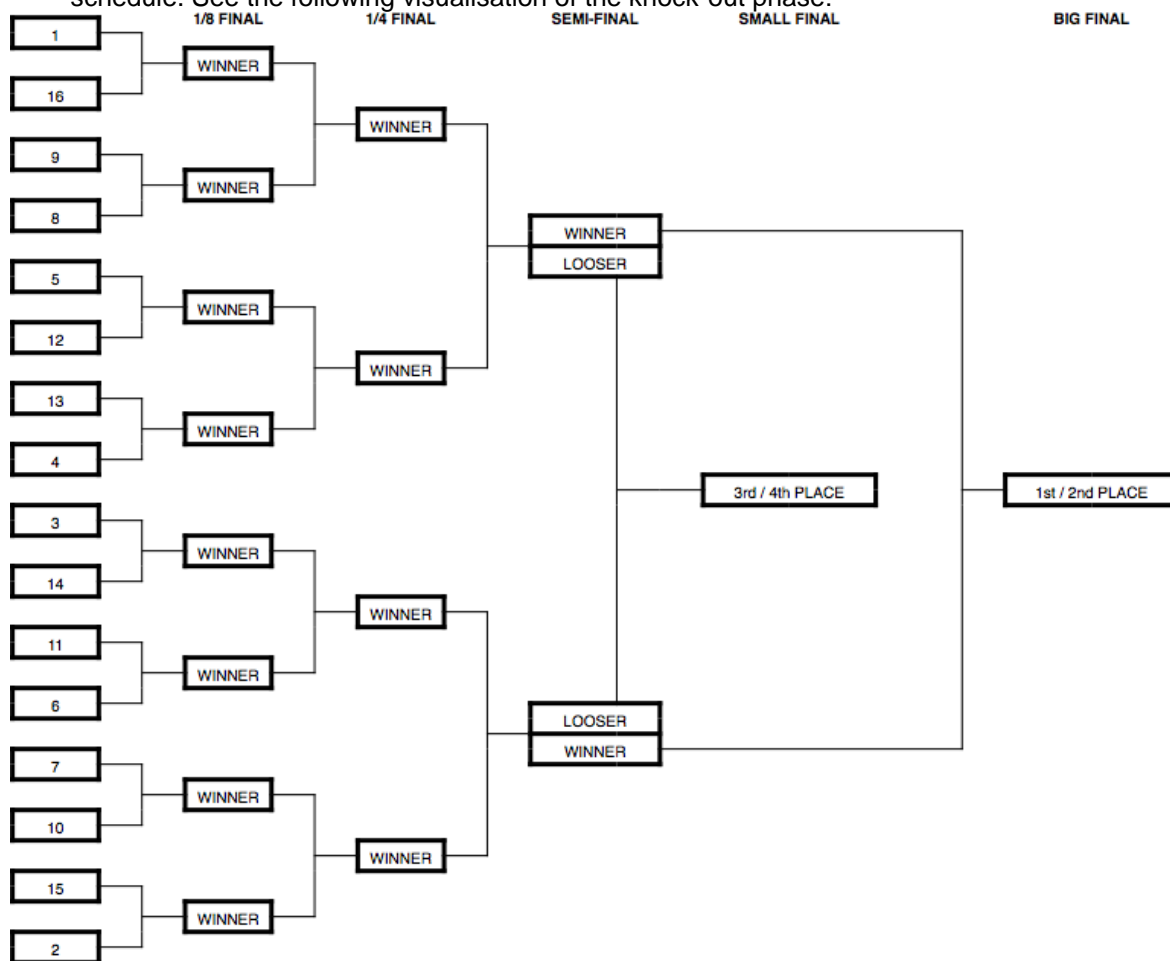 schedule. See the following visualisation of the knock-out phase.
1/8 FINAL 1/4 FINAL SEMI-FINAL SMALL FINAL BIG FINAL
1
WINNER
16
WINNER
9
WINNER
8
WINNER
LOOSER
5
WINNER
12
WINNER
13
WINNER
4
3rd / 4th PLACE 1st / 2nd PLACE
3
WINNER
14
WINNER
11
WINNER
6
LOOSER
WINNER
7
WINNER
10
WINNER
15
WINNER
2